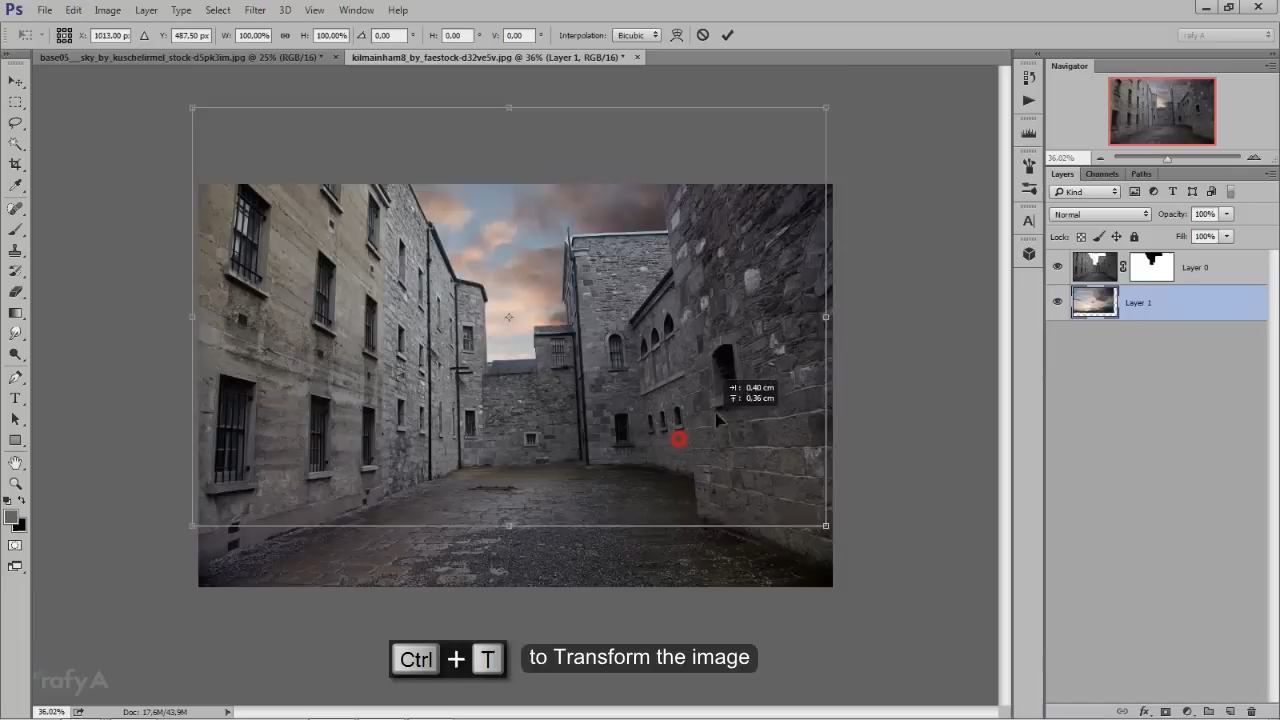 Ps File Edit Image Layer Type Select Filter 3D View Window Help
X: 1013,00 px Y: 487,50 px W: 100,00% H: 100,00% 0,00 ° H: 0,00 ° V: 0,00 ° Interpolation: Bicubic rafy A
base05___sky_by_kuschelirmel_stock-d5pk3im.jpg @ 25% (RGB/16) * × kilmainham8_by_faestock-d32ve5v.jpg @ 36% (Layer 1, RGB/16) * ×
Navigator
36.02%
Layers Channels Paths
Kind
Normal Opacity: 100%
Lock: Fill: 100%
Layer 0
Layer 1
: 0,40 cm
: 0,36 cm
Ctrl + T to Transform the image
rafy A
36.02% Doc: 17,6M/43,9M